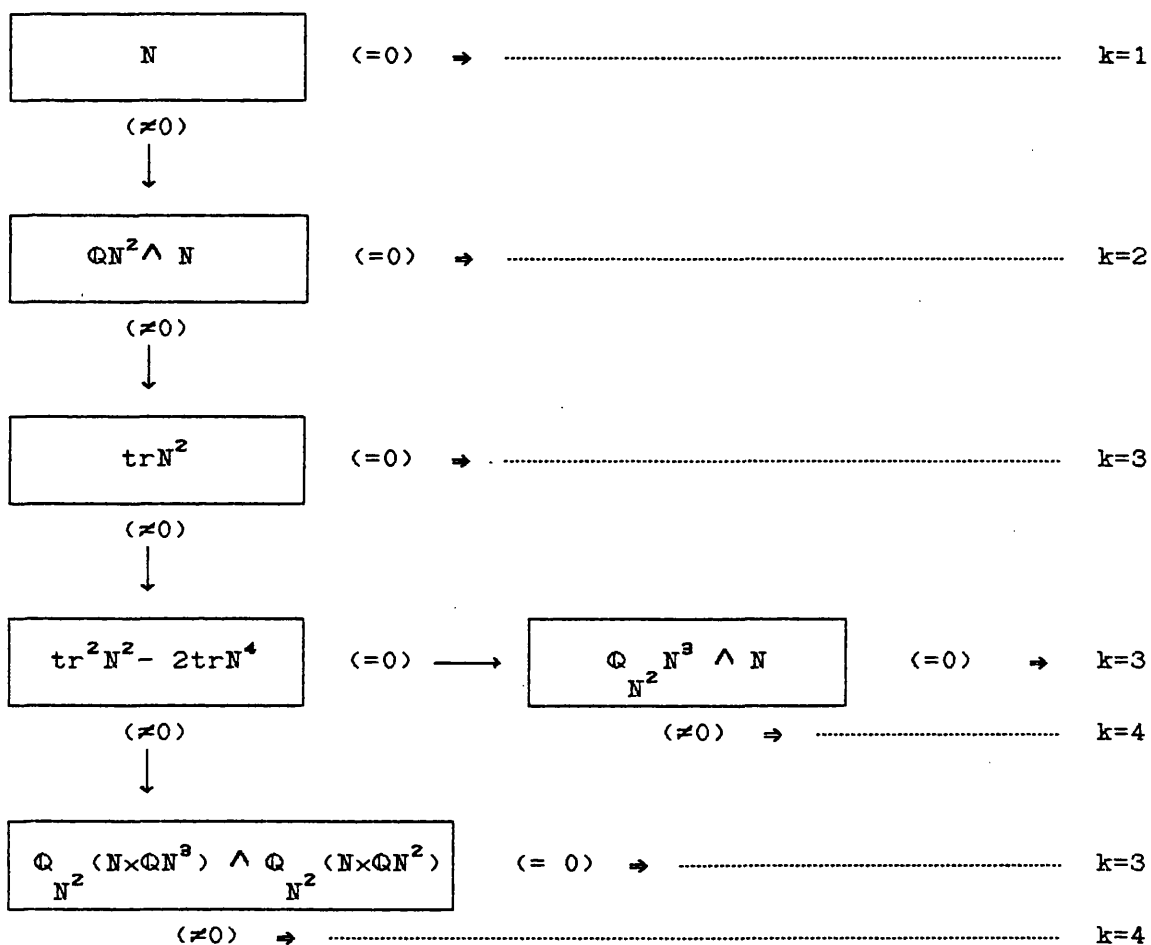 N (=0) ⇒ k=1
(≠0)
ℚN² ∧ N (=0) ⇒ k=2
(≠0)
trN² (=0) ⇒ k=3
(≠0)
tr²N² - 2trN⁴ (=0) ⟶ ℚ_{N²} N³ ∧ N (=0) ⇒ k=3
(≠0) (≠0) ⇒ k=4
ℚ_{N²} (N×ℚN³) ∧ ℚ_{N²} (N×ℚN²) (= 0) ⇒ k=3
(≠0) ⇒ k=4